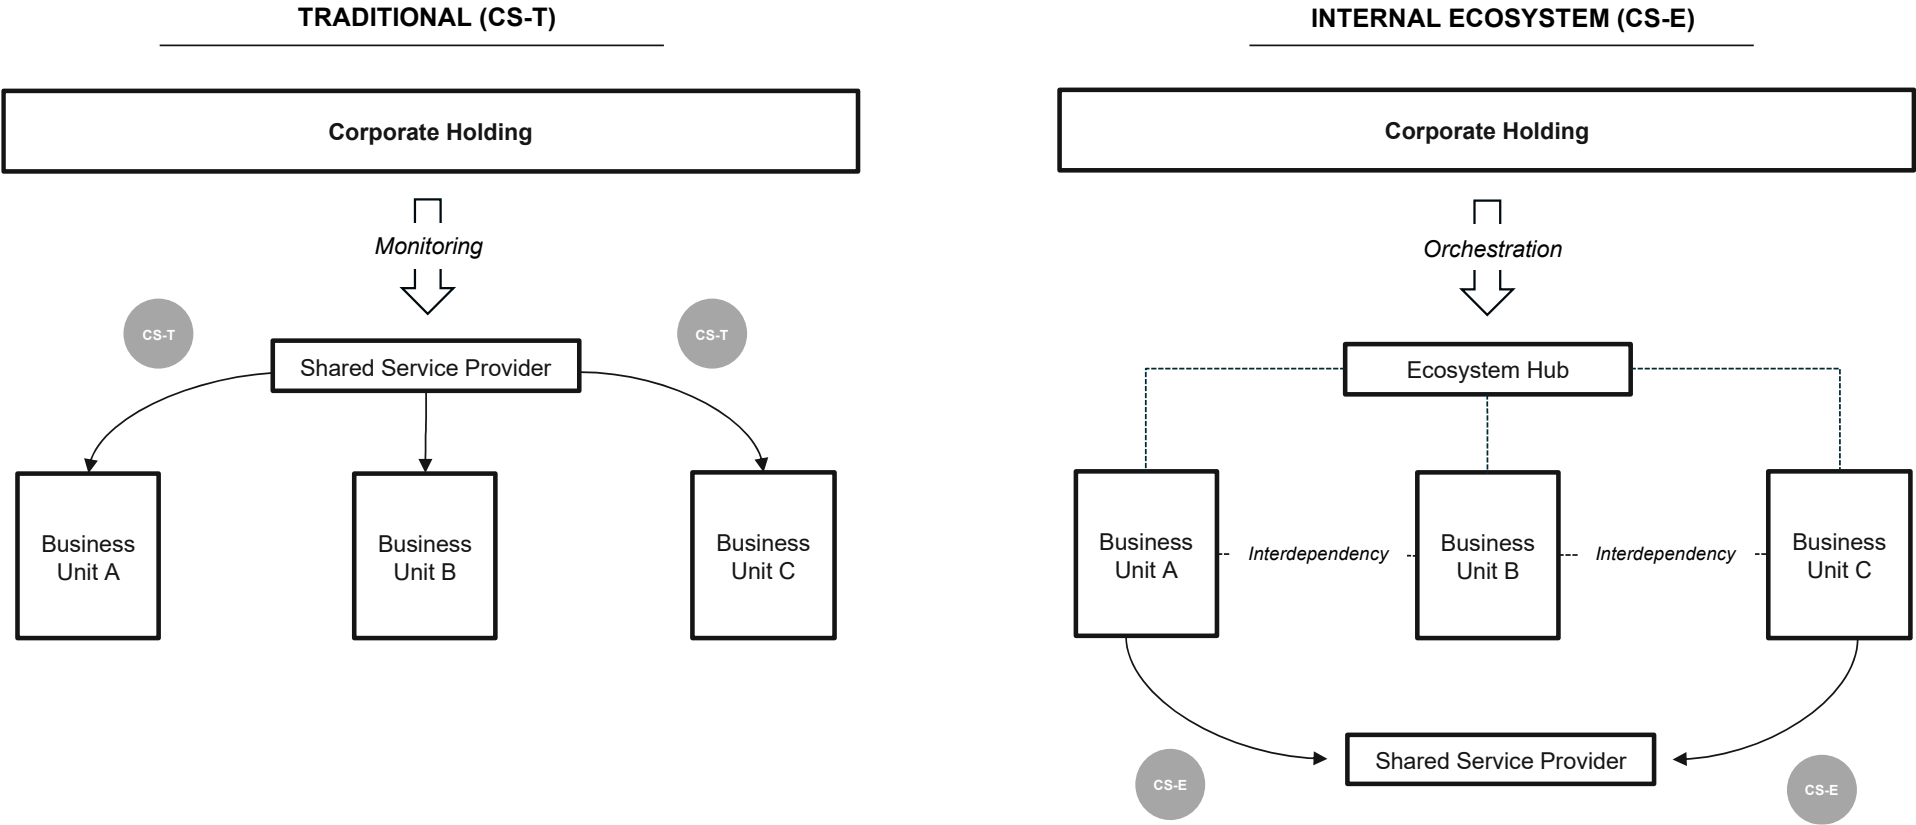 TRADITIONAL (CS-T)
Corporate Holding
Monitoring
CS-T
CS-T
Shared Service Provider
Business
Unit A
Business
Unit B
Business
Unit C
INTERNAL ECOSYSTEM (CS-E)
Corporate Holding
Orchestration
Ecosystem Hub
Business
Unit A
Interdependency
Business
Unit B
Interdependency
Business
Unit C
Shared Service Provider
CS-E
CS-E